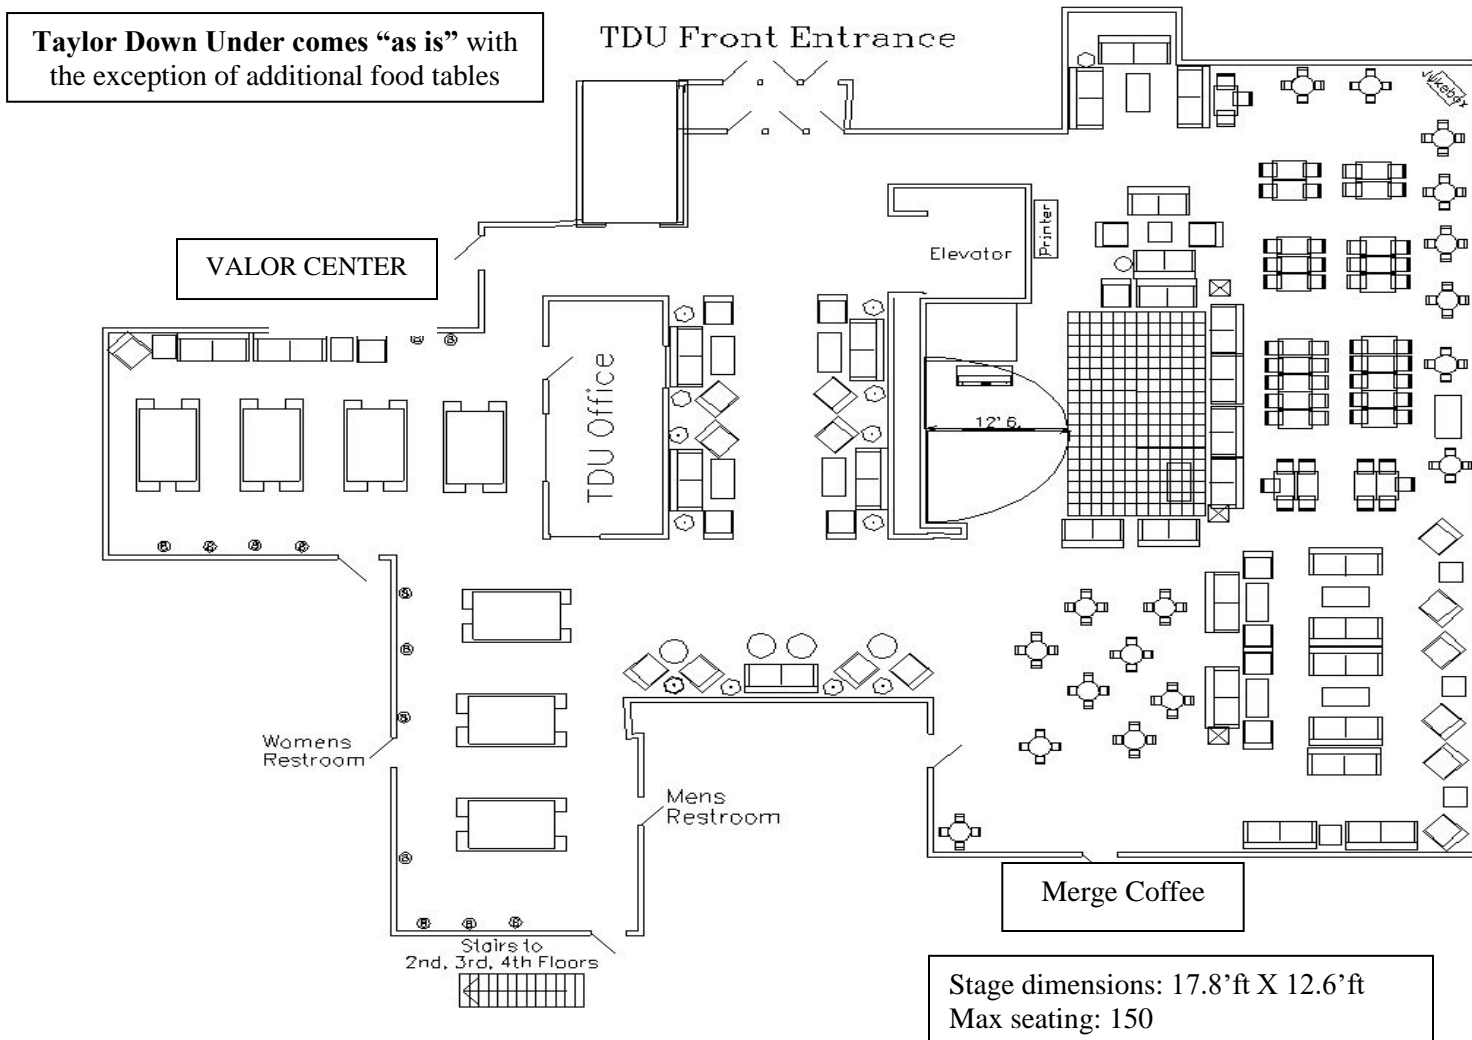 Taylor Down Under comes “as is” with
the exception of additional food tables
TDU Front Entrance
Jukebox
VALOR CENTER
Elevator
Printer
TDU Office
12'6.
Womens
Restroom
Mens
Restroom
Merge Coffee
Stairs to
2nd, 3rd, 4th Floors
Stage dimensions: 17.8’ft X 12.6’ft
Max seating: 150